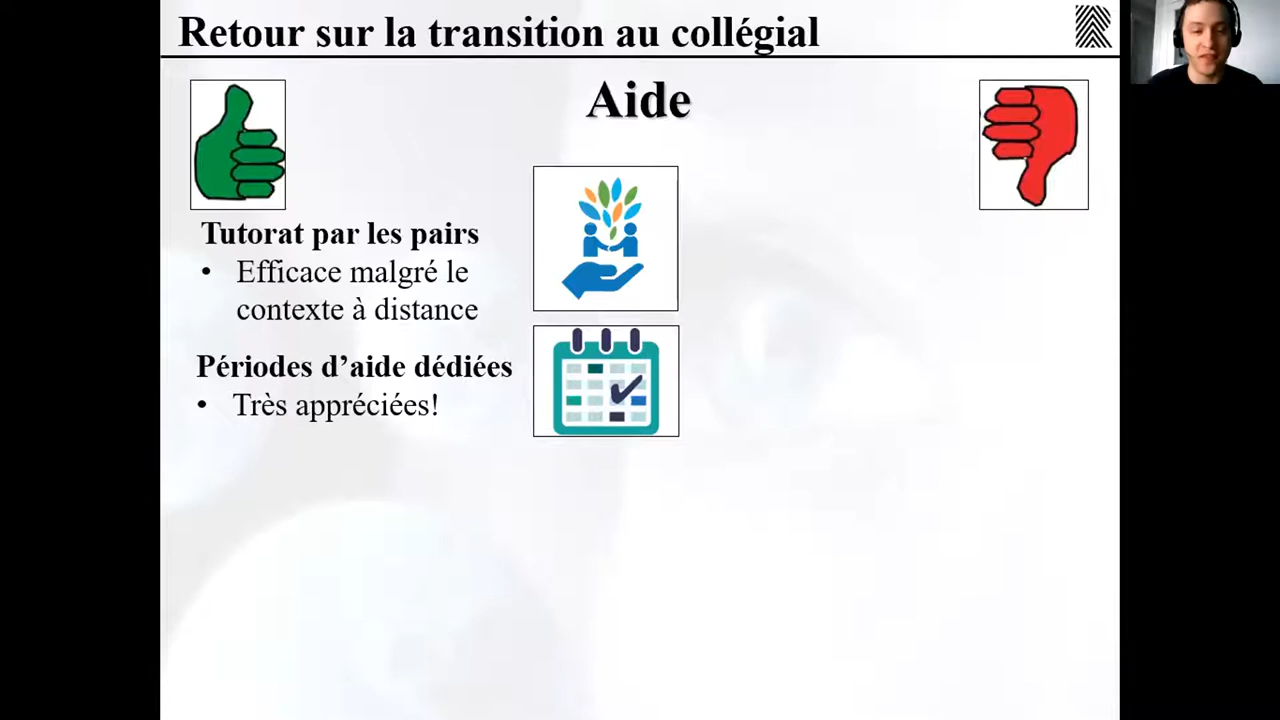 Retour sur la transition au collégial
Aide
Tutorat par les pairs
• Efficace malgré le
contexte à distance
Périodes d’aide dédiées
• Très appréciées!